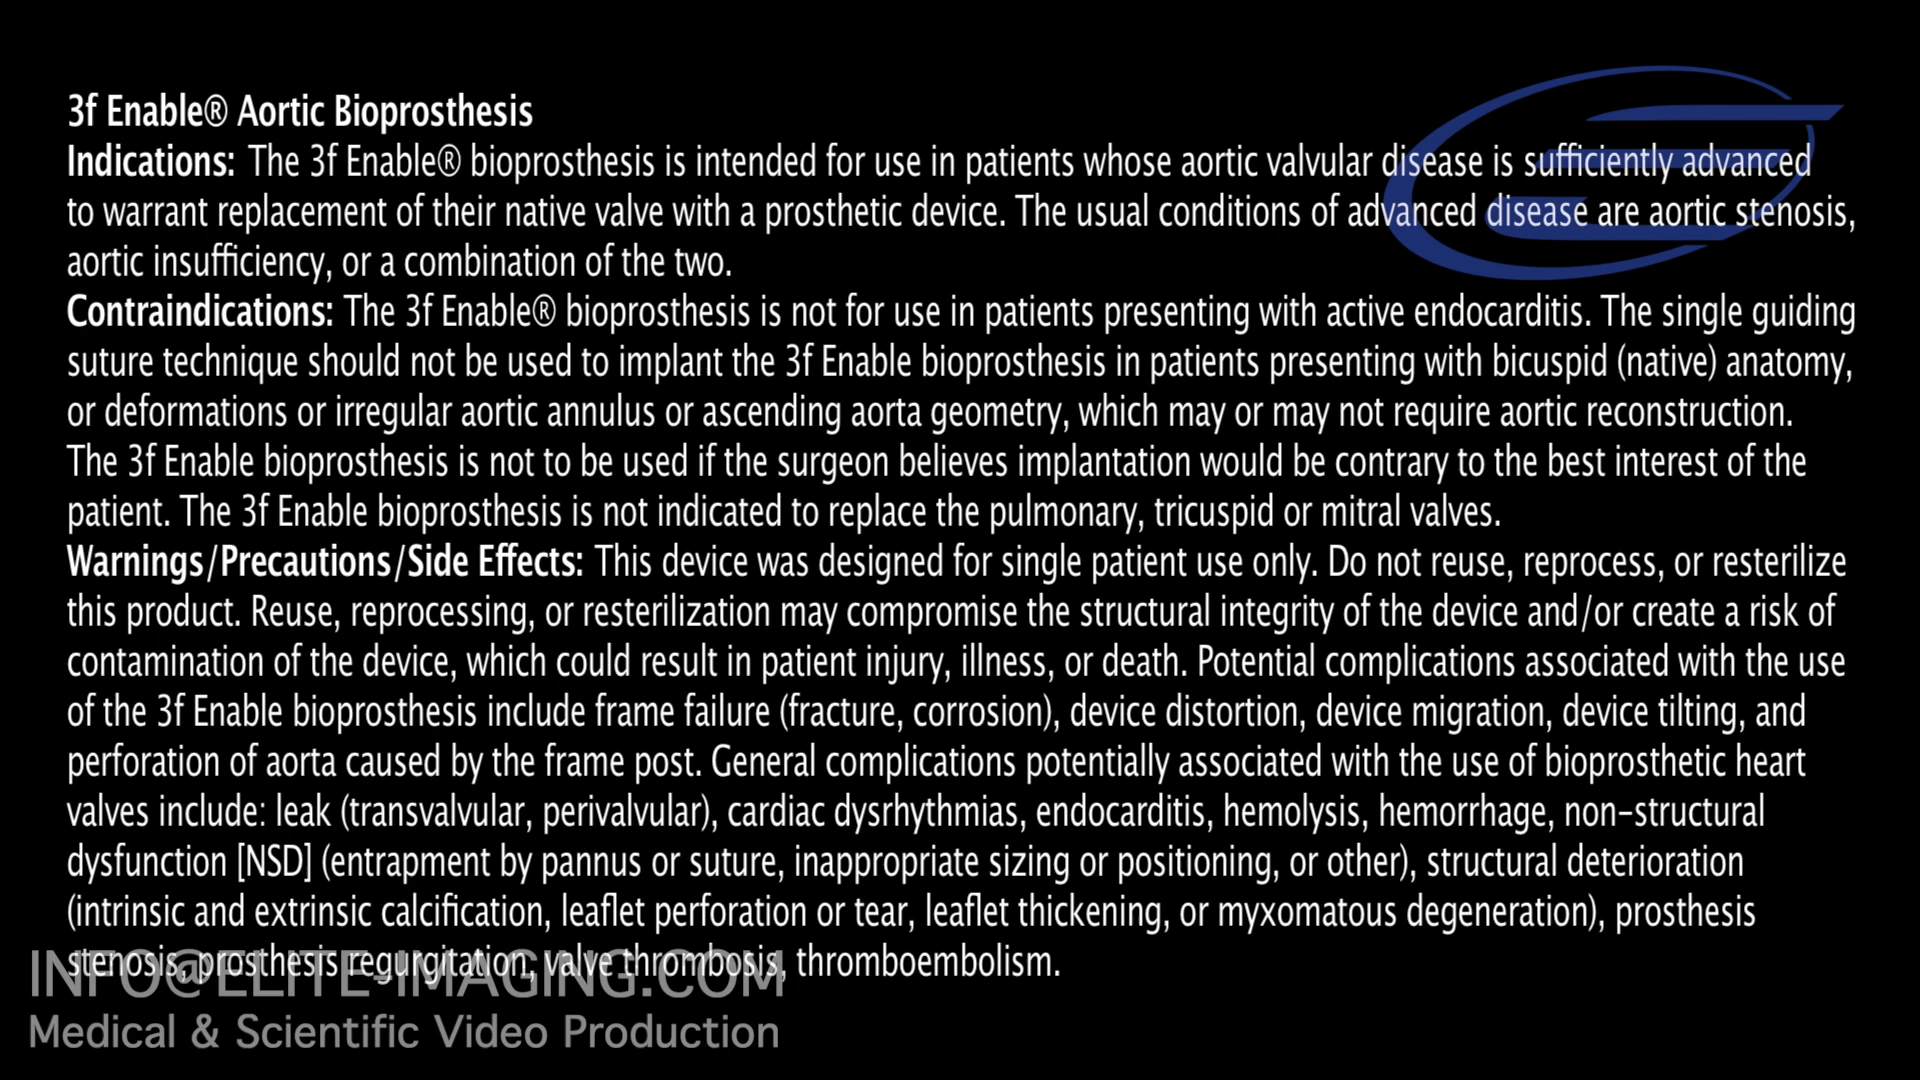 3f Enable® Aortic Bioprosthesis
Indications: The 3f Enable® bioprosthesis is intended for use in patients whose aortic valvular disease is sufficiently advanced
to warrant replacement of their native valve with a prosthetic device. The usual conditions of advanced disease are aortic stenosis,
aortic insufficiency, or a combination of the two.
Contraindications: The 3f Enable® bioprosthesis is not for use in patients presenting with active endocarditis. The single guiding
suture technique should not be used to implant the 3f Enable bioprosthesis in patients presenting with bicuspid (native) anatomy,
or deformations or irregular aortic annulus or ascending aorta geometry, which may or may not require aortic reconstruction.
The 3f Enable bioprosthesis is not to be used if the surgeon believes implantation would be contrary to the best interest of the
patient. The 3f Enable bioprosthesis is not indicated to replace the pulmonary, tricuspid or mitral valves.
Warnings/Precautions/Side Effects: This device was designed for single patient use only. Do not reuse, reprocess, or resterilize
this product. Reuse, reprocessing, or resterilization may compromise the structural integrity of the device and/or create a risk of
contamination of the device, which could result in patient injury, illness, or death. Potential complications associated with the use
of the 3f Enable bioprosthesis include frame failure (fracture, corrosion), device distortion, device migration, device tilting, and
perforation of aorta caused by the frame post. General complications potentially associated with the use of bioprosthetic heart
valves include: leak (transvalvular, perivalvular), cardiac dysrhythmias, endocarditis, hemolysis, hemorrhage, non-structural
dysfunction [NSD] (entrapment by pannus or suture, inappropriate sizing or positioning, or other), structural deterioration
(intrinsic and extrinsic calcification, leaflet perforation or tear, leaflet thickening, or myxomatous degeneration), prosthesis
stenosis, prosthesis regurgitation, valve thrombosis, thromboembolism.
INFO@ELITE-IMAGING.COM
Medical & Scientific Video Production